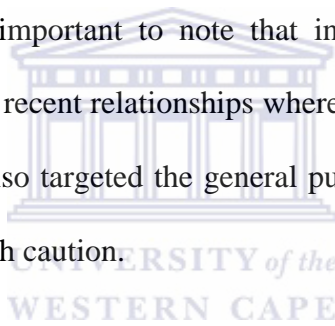 important to note that in
recent relationships where
so targeted the general pu
h caution.
UNIVERSITY of the
WESTERN CAPE